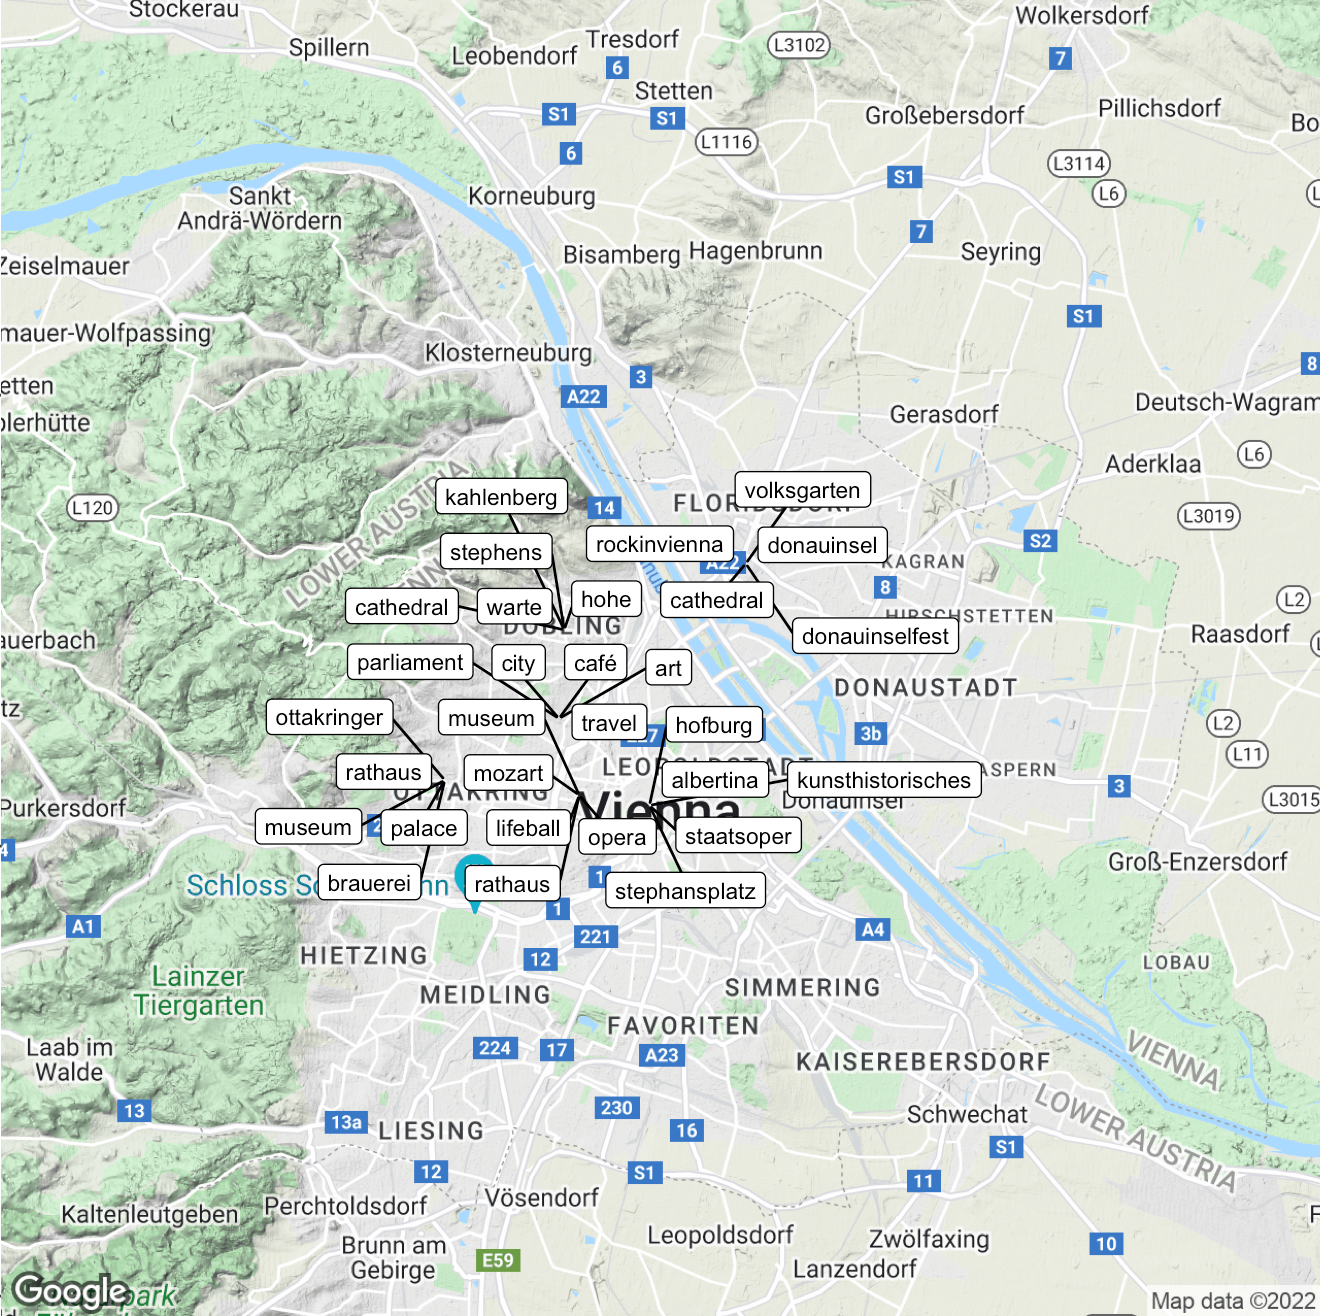 Stockerau
Wolkersdorf
Spillern
Leobendorf
Tresdorf
L3102
6
7
Stetten
S1
S1
Großebersdorf
Pillichsdorf
Bo
L1116
6
L3114
S1
L6
Sankt
Andrä-Wördern
Korneuburg
7
Bisamberg
Hagenbrunn
Seyring
Zeiselmauer
S1
mauer-Wolfpassing
Klosterneuburg
8
3
etten
A22
Deutsch-Wagram
Gerasdorf
olerhütte
L6
Aderklaa
LOWER AUSTRIA
kahlenberg
volksgarten
L120
14
L3019
S2
stephens
rockinvienna
donauinsel
A22
KAGRAN
8
cathedral
warte
hohe
cathedral
L2
HIRSCHSTETTEN
DÖBLING
donauinselfest
Raasdorf
auerbach
parliament
city
café
art
DONAUSTADT
tz
ottakringer
museum
travel
hofburg
L2
3b
L11
LEOPOLDSTADT
rathaus
mozart
albertina
kunsthistorisches
ASPERN
3
OTTAKRING
Donauinsel
L3015
Purkersdorf
Vienna
museum
palace
lifeball
opera
staatsoper
4
Groß-Enzersdorf
brauerei
rathaus
1
stephansplatz
1
A1
A4
221
HIETZING
12
LOBAU
Lainzer
Tiergarten
MEIDLING
SIMMERING
FAVORITEN
Laab im
Walde
224
17
A23
KAISEREBERSDORF
VIENNA
13
13a
230
16
Schwechat
LOWER AUSTRIA
LIESING
S1
12
S1
11
Kaltenleutgeben
Perchtoldsdorf
Vösendorf
Leopoldsdorf
Zwölfaxing
10
Brunn am
Gebirge
E59
Lanzendorf
Google
park
Map data ©2022